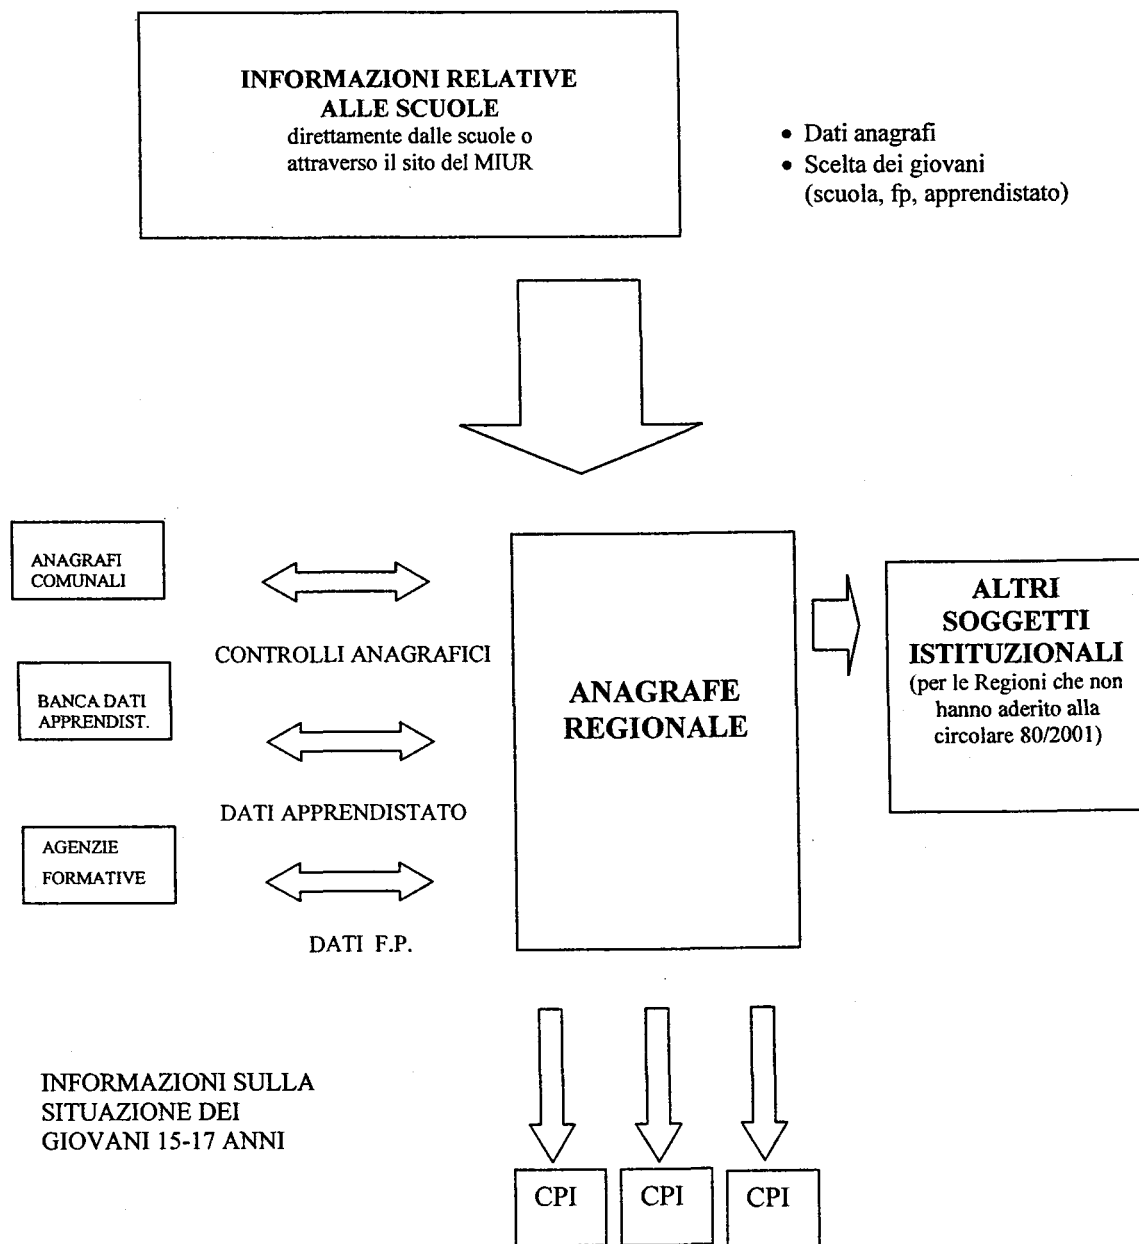 INFORMAZIONI RELATIVE
ALLE SCUOLE
direttamente dalle scuole o
attraverso il sito del MIUR
• Dati anagrafi
• Scelta dei giovani
(scuola, fp, apprendistato)
ANAGRAFI
COMUNALI
CONTROLLI ANAGRAFICI
BANCA DATI
APPRENDIST.
DATI APPRENDISTATO
AGENZIE
FORMATIVE
DATI F.P.
ANAGRAFE
REGIONALE
ALTRI
SOGGETTI
ISTITUZIONALI
(per le Regioni che non
hanno aderito alla
circolare 80/2001)
INFORMAZIONI SULLA
SITUAZIONE DEI
GIOVANI 15-17 ANNI
CPI
CPI
CPI